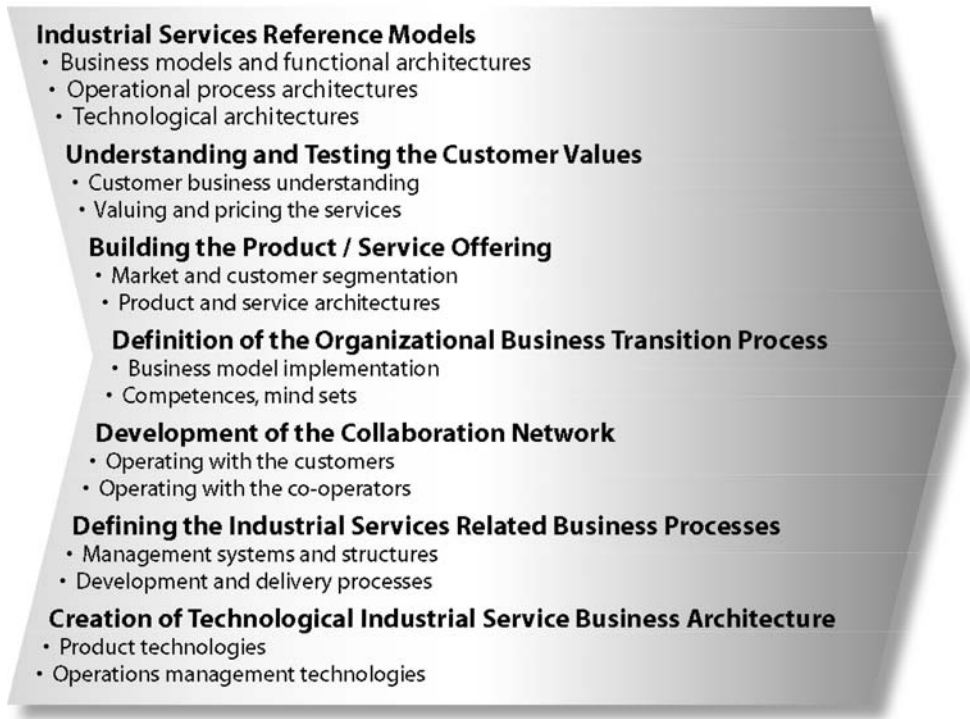 Industrial Services Reference Models
• Business models and functional architectures
• Operational process architectures
• Technological architectures
Understanding and Testing the Customer Values
• Customer business understanding
• Valuing and pricing the services
Building the Product / Service Offering
• Market and customer segmentation
• Product and service architectures
Definition of the Organizational Business Transition Process
• Business model implementation
• Competences, mind sets
Development of the Collaboration Network
• Operating with the customers
• Operating with the co-operators
Defining the Industrial Services Related Business Processes
• Management systems and structures
• Development and delivery processes
Creation of Technological Industrial Service Business Architecture
• Product technologies
• Operations management technologies